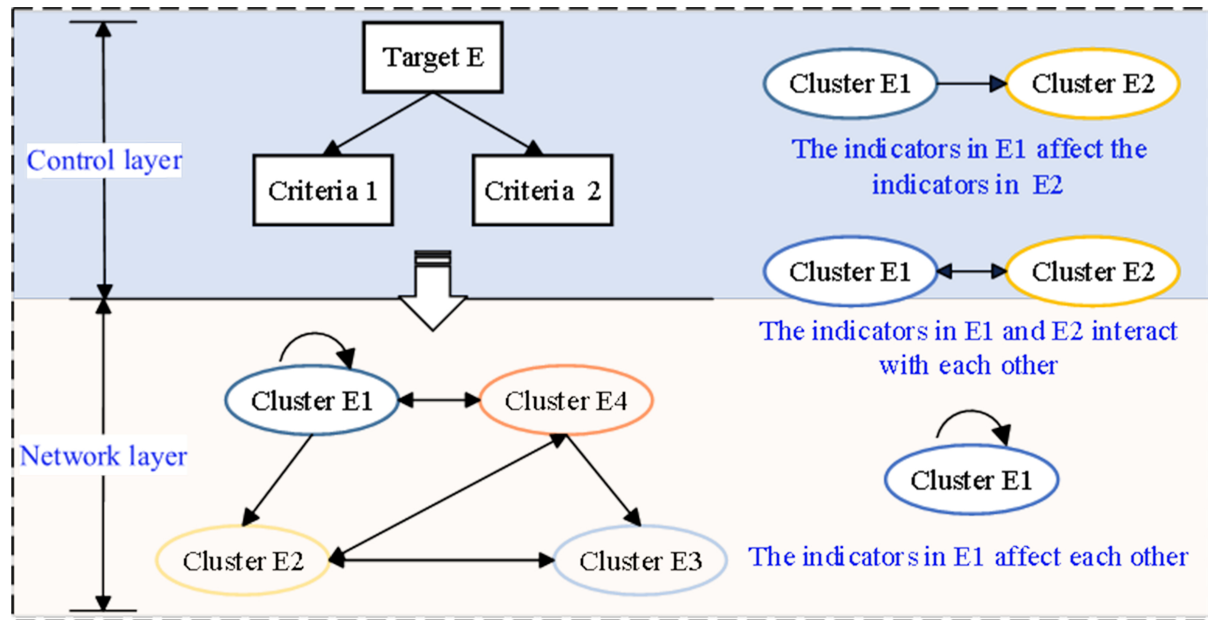 Target E
Control layer
Criteria 1
Criteria 2
Cluster E1
Cluster E2
The indicators in E1 affect the
indicators in E2
Cluster E1
Cluster E2
The indicators in E1 and E2 interact
with each other
Network layer
Cluster E1
Cluster E4
Cluster E2
Cluster E3
Cluster E1
The indicators in E1 affect each other